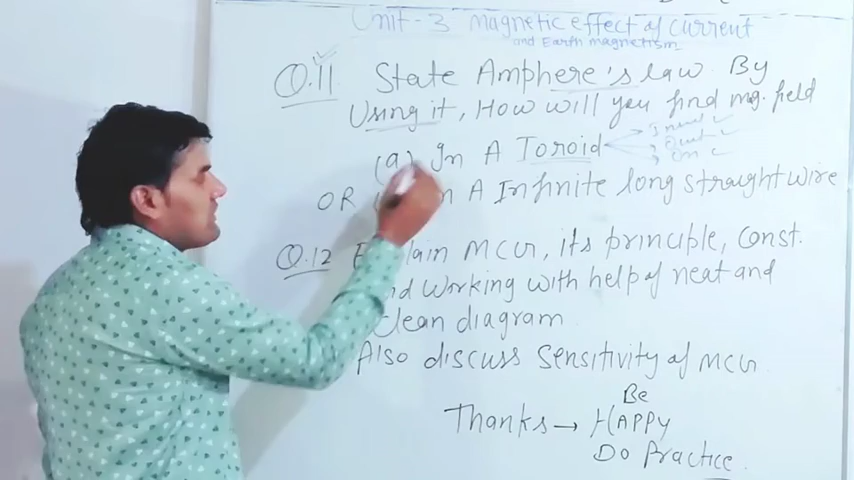 Unit - 3 magnetic effect of current
and Earth magnetism
Q.11 State Amphere's law. By
Using it, How will you find mg. field
(a) In A Toroid
OR In A Infinite long straight wire
Q.12 Explain MCG, its principle, Const.
and working with help of neat and
Clean diagram
Also discuss Sensitivity of MCG
Be
Thanks → HAPPY
Do Practice.